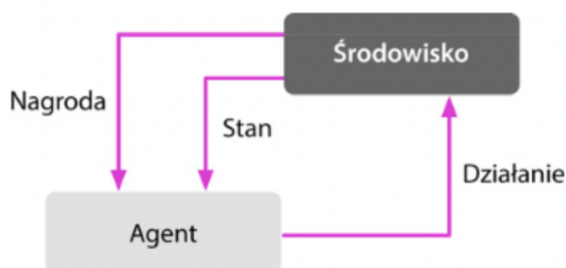 Środowisko
Nagroda
Stan
Działanie
Agent